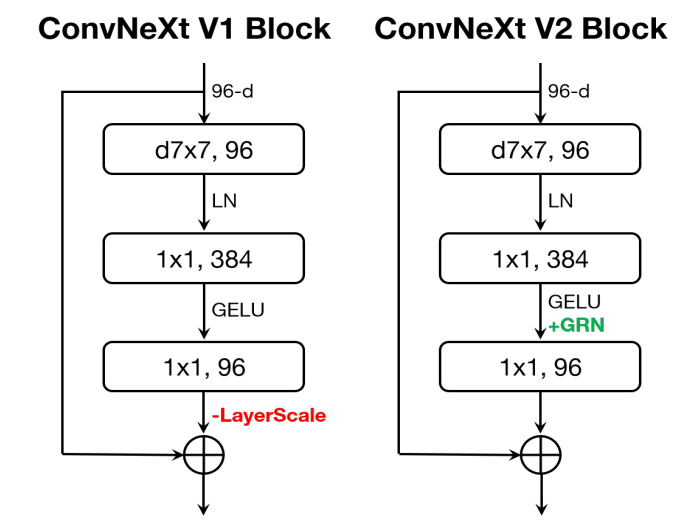 ConvNeXt V1 Block
96-d
d7x7, 96
LN
1x1, 384
GELU
1x1, 96
-LayerScale
ConvNeXt V2 Block
96-d
d7x7, 96
LN
1x1, 384
GELU
+GRN
1x1, 96